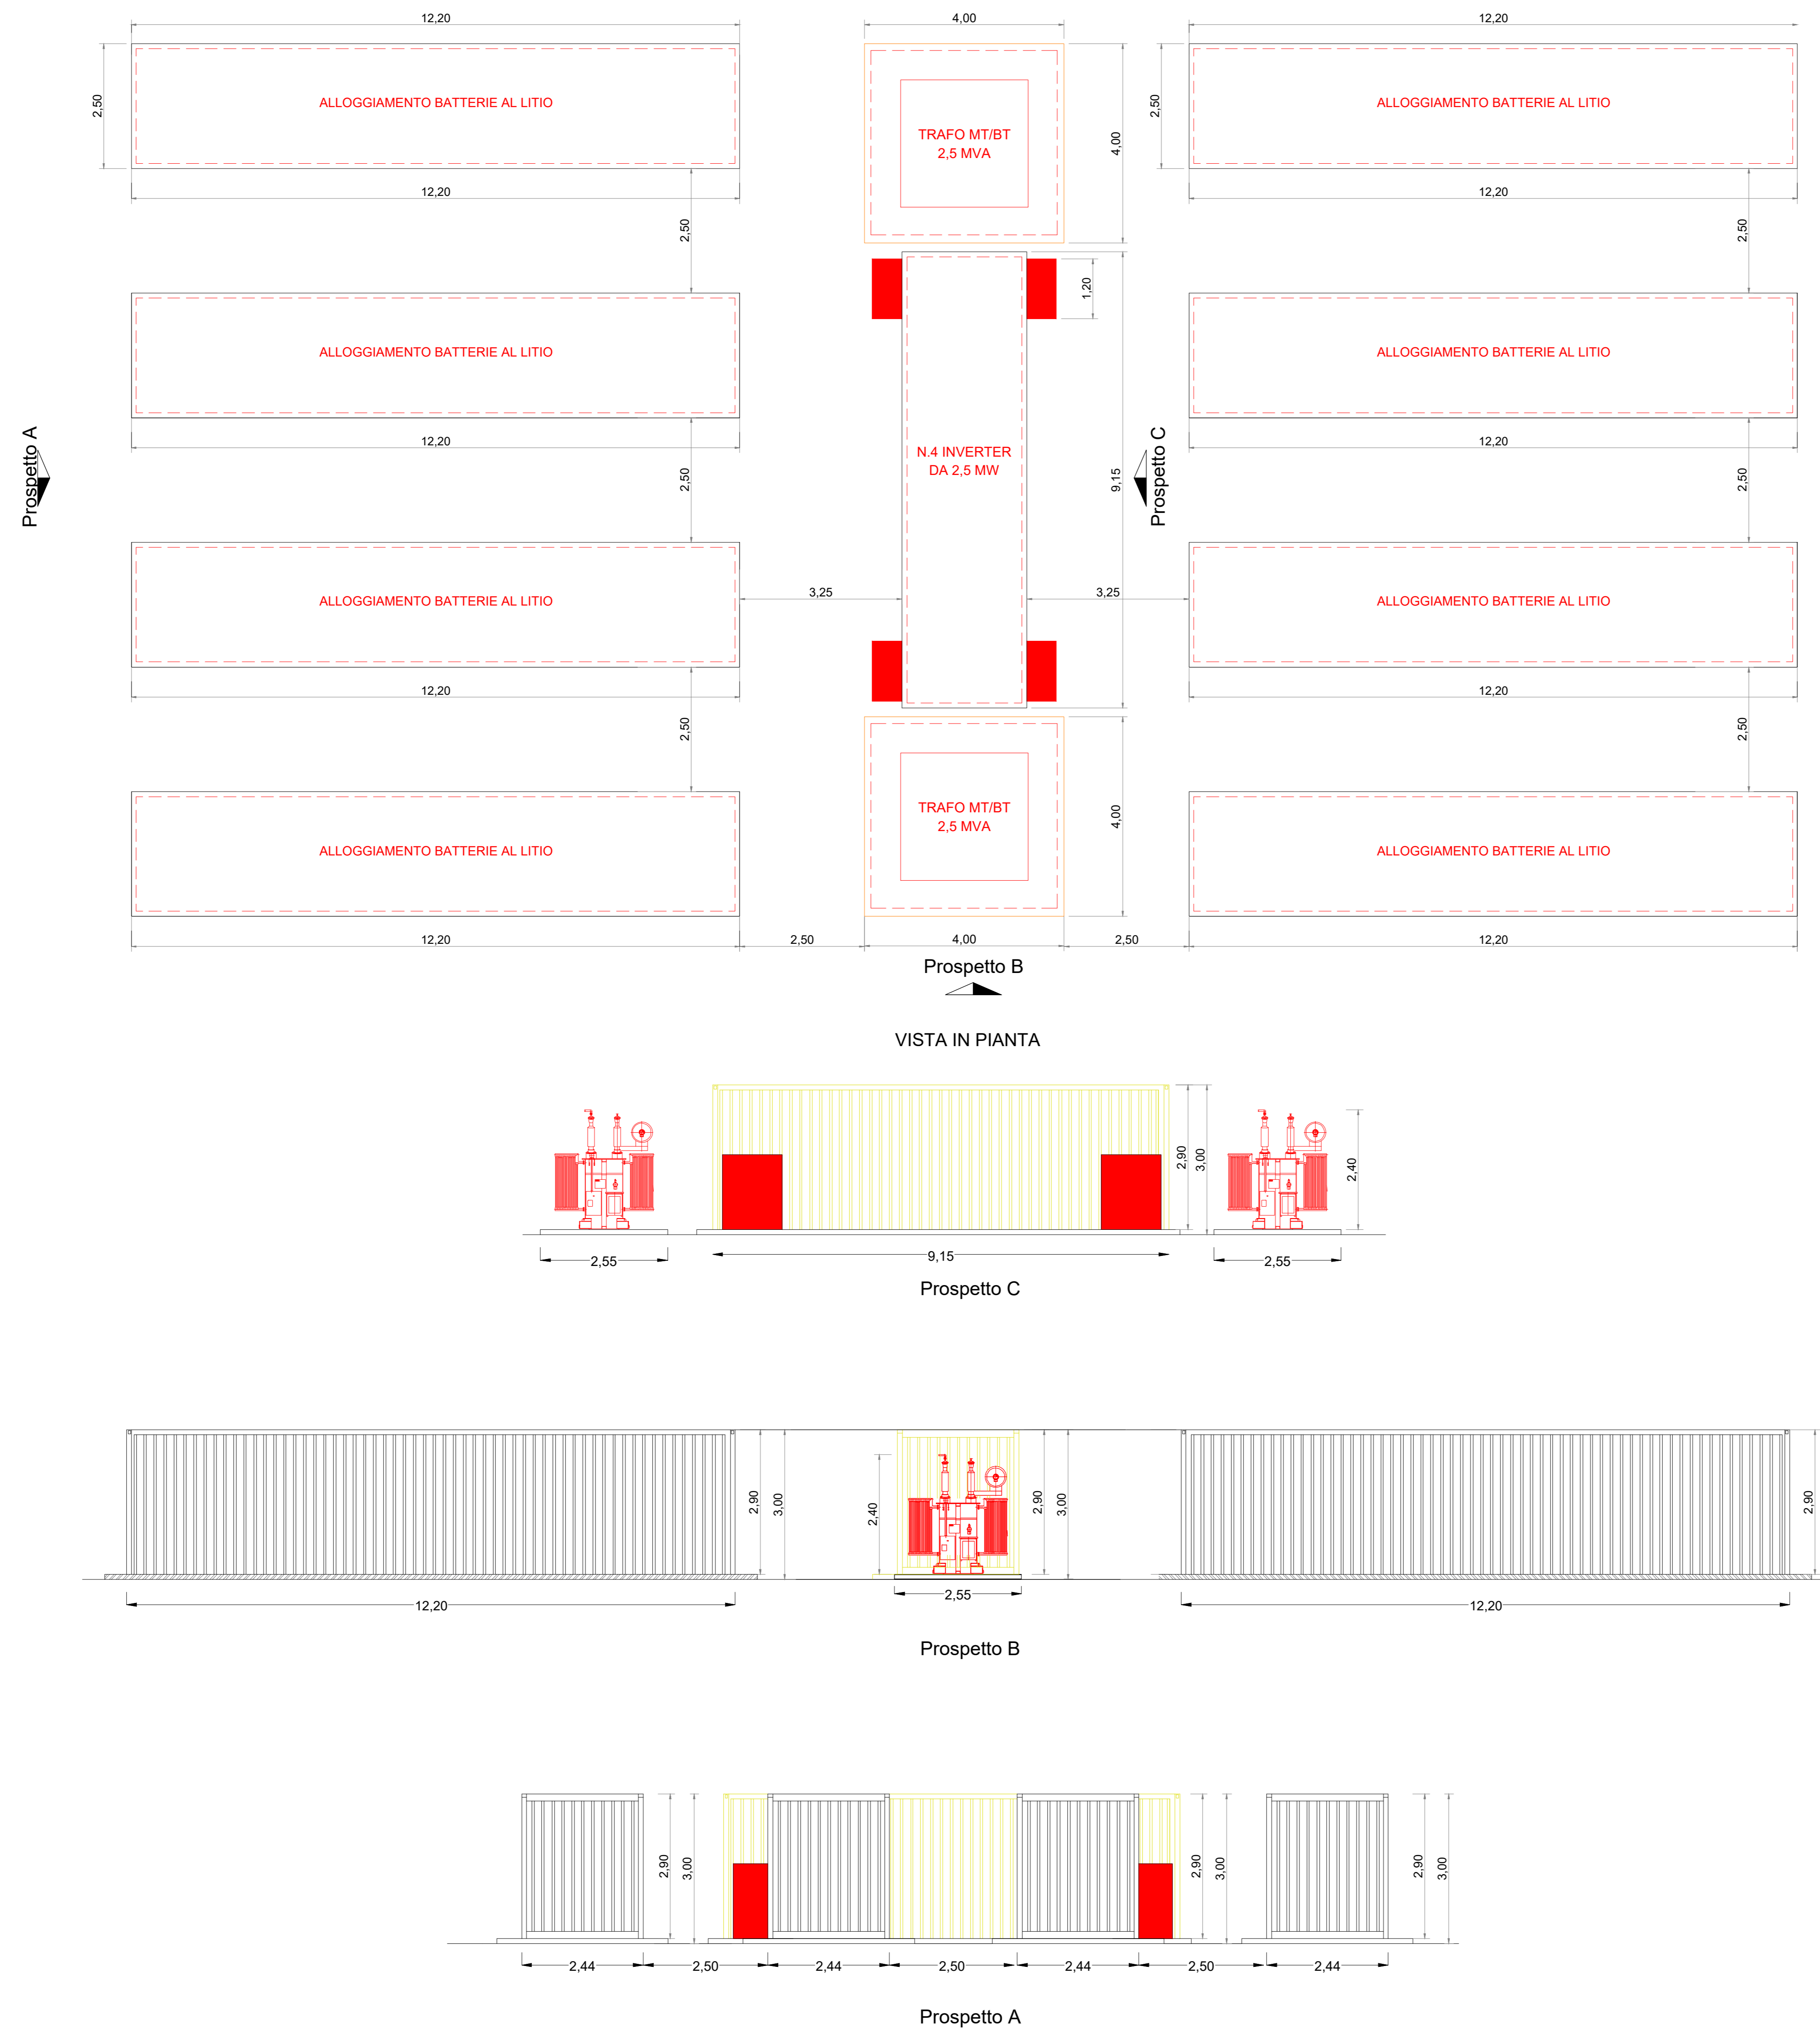 12,20
4,00
12,20
2,50
ALLOGGIAMENTO BATTERIE AL LITIO
TRAFO MT/BT
2,5 MVA
4,00
2,50
ALLOGGIAMENTO BATTERIE AL LITIO
12,20
12,20
2,50
2,50
1,20
ALLOGGIAMENTO BATTERIE AL LITIO
ALLOGGIAMENTO BATTERIE AL LITIO
12,20
12,20
Prospetto A
2,50
N.4 INVERTER
DA 2,5 MW
9,15
Prospetto C
2,50
3,25
3,25
ALLOGGIAMENTO BATTERIE AL LITIO
ALLOGGIAMENTO BATTERIE AL LITIO
12,20
12,20
2,50
2,50
TRAFO MT/BT
2,5 MVA
4,00
ALLOGGIAMENTO BATTERIE AL LITIO
ALLOGGIAMENTO BATTERIE AL LITIO
12,20
2,50
4,00
2,50
12,20
Prospetto B
VISTA IN PIANTA
2,90
3,00
2,40
2,55
9,15
2,55
Prospetto C
2,90
3,00
2,40
2,90
3,00
2,90
12,20
2,55
12,20
Prospetto B
2,90
3,00
2,90
3,00
2,90
3,00
2,44
2,50
2,44
2,50
2,44
2,50
2,44
Prospetto A